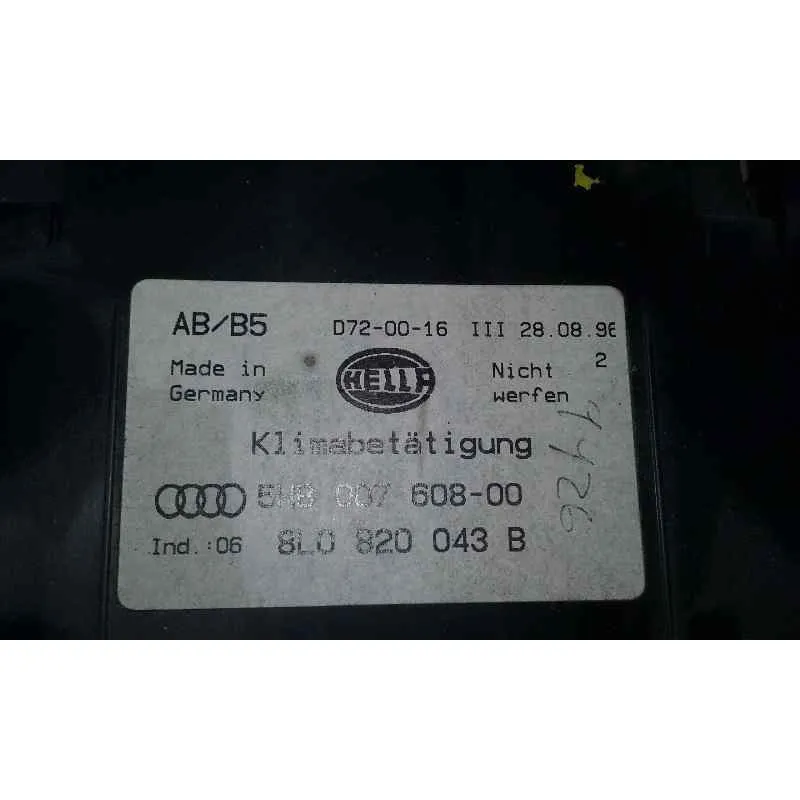 AB/B5 D72-00-16 III 28.08.96
2
Made in
Germany
HELLA
Nicht
werfen
Klimabetätigung
5HB 007 608-00
Ind.:06 8L0 820 043 B